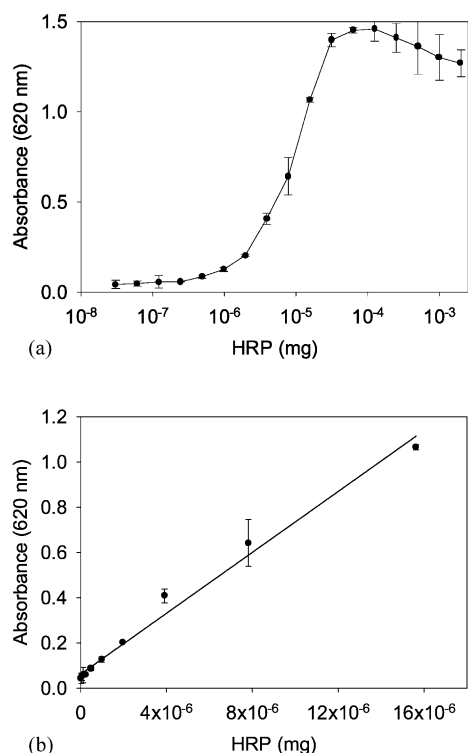 1.5
1.0
0.5
0.0
Absorbance (620 nm)
10-8 10-7 10-6 10-5 10-4 10-3
HRP (mg)
(a)
1.2
1.0
0.8
0.6
0.4
0.2
0.0
Absorbance (620 nm)
0 4x10-6 8x10-6 12x10-6 16x10-6
HRP (mg)
(b)